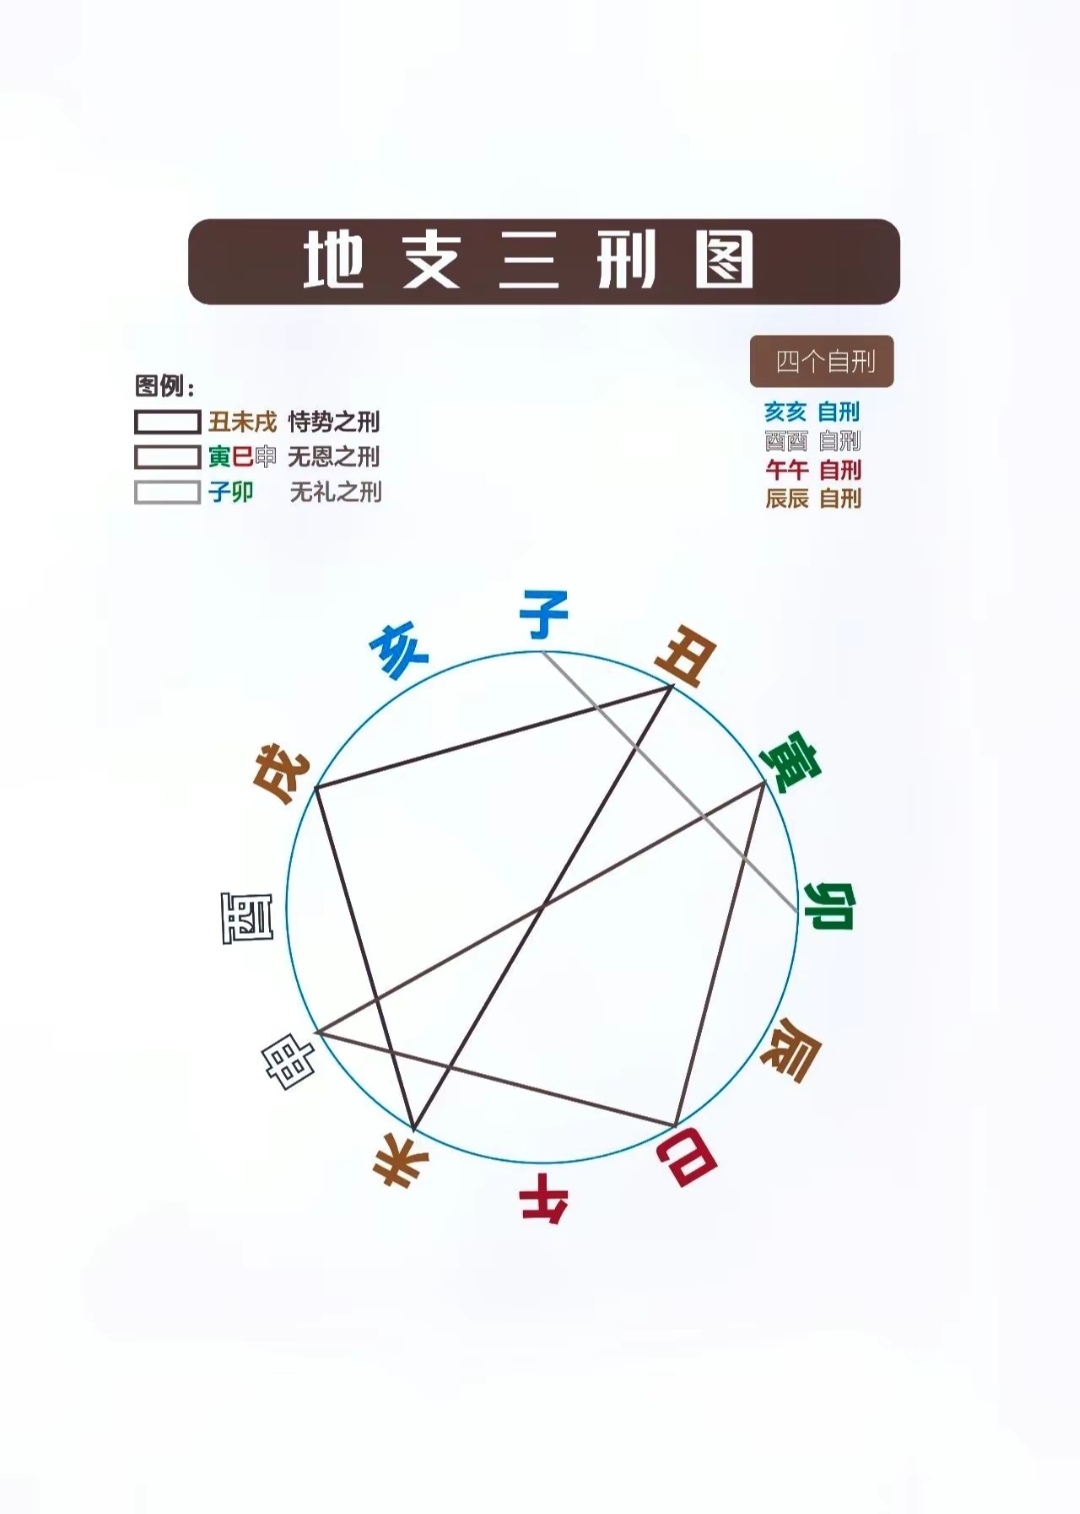 地支三刑图
四个自刑
图例：
丑未戌 恃势之刑
寅巳申 无恩之刑
子卯 无礼之刑
亥亥 自刑
酉酉 自刑
午午 自刑
辰辰 自刑
子
丑
寅
卯
辰
巳
午
未
申
酉
戌
亥